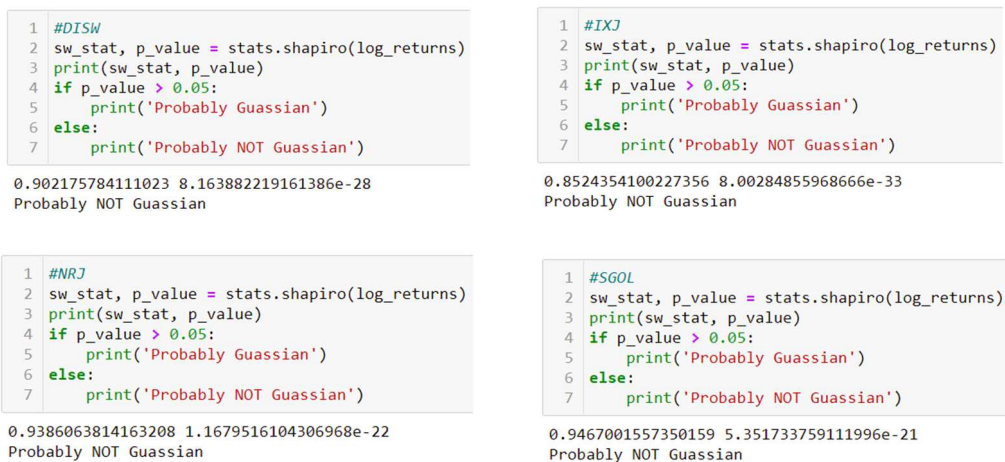 1 #DISW
2 sw_stat, p_value = stats.shapiro(log_returns)
3 print(sw_stat, p_value)
4 if p_value > 0.05:
5     print('Probably Guassian')
6 else:
7     print('Probably NOT Guassian')
0.902175784111023 8.163882219161386e-28
Probably NOT Guassian
1 #IXJ
2 sw_stat, p_value = stats.shapiro(log_returns)
3 print(sw_stat, p_value)
4 if p_value > 0.05:
5     print('Probably Guassian')
6 else:
7     print('Probably NOT Guassian')
0.8524354100227356 8.00284855968666e-33
Probably NOT Guassian
1 #NRJ
2 sw_stat, p_value = stats.shapiro(log_returns)
3 print(sw_stat, p_value)
4 if p_value > 0.05:
5     print('Probably Guassian')
6 else:
7     print('Probably NOT Guassian')
0.9386063814163208 1.1679516104306968e-22
Probably NOT Guassian
1 #SGOL
2 sw_stat, p_value = stats.shapiro(log_returns)
3 print(sw_stat, p_value)
4 if p_value > 0.05:
5     print('Probably Guassian')
6 else:
7     print('Probably NOT Guassian')
0.9467001557350159 5.351733759111996e-21
Probably NOT Guassian